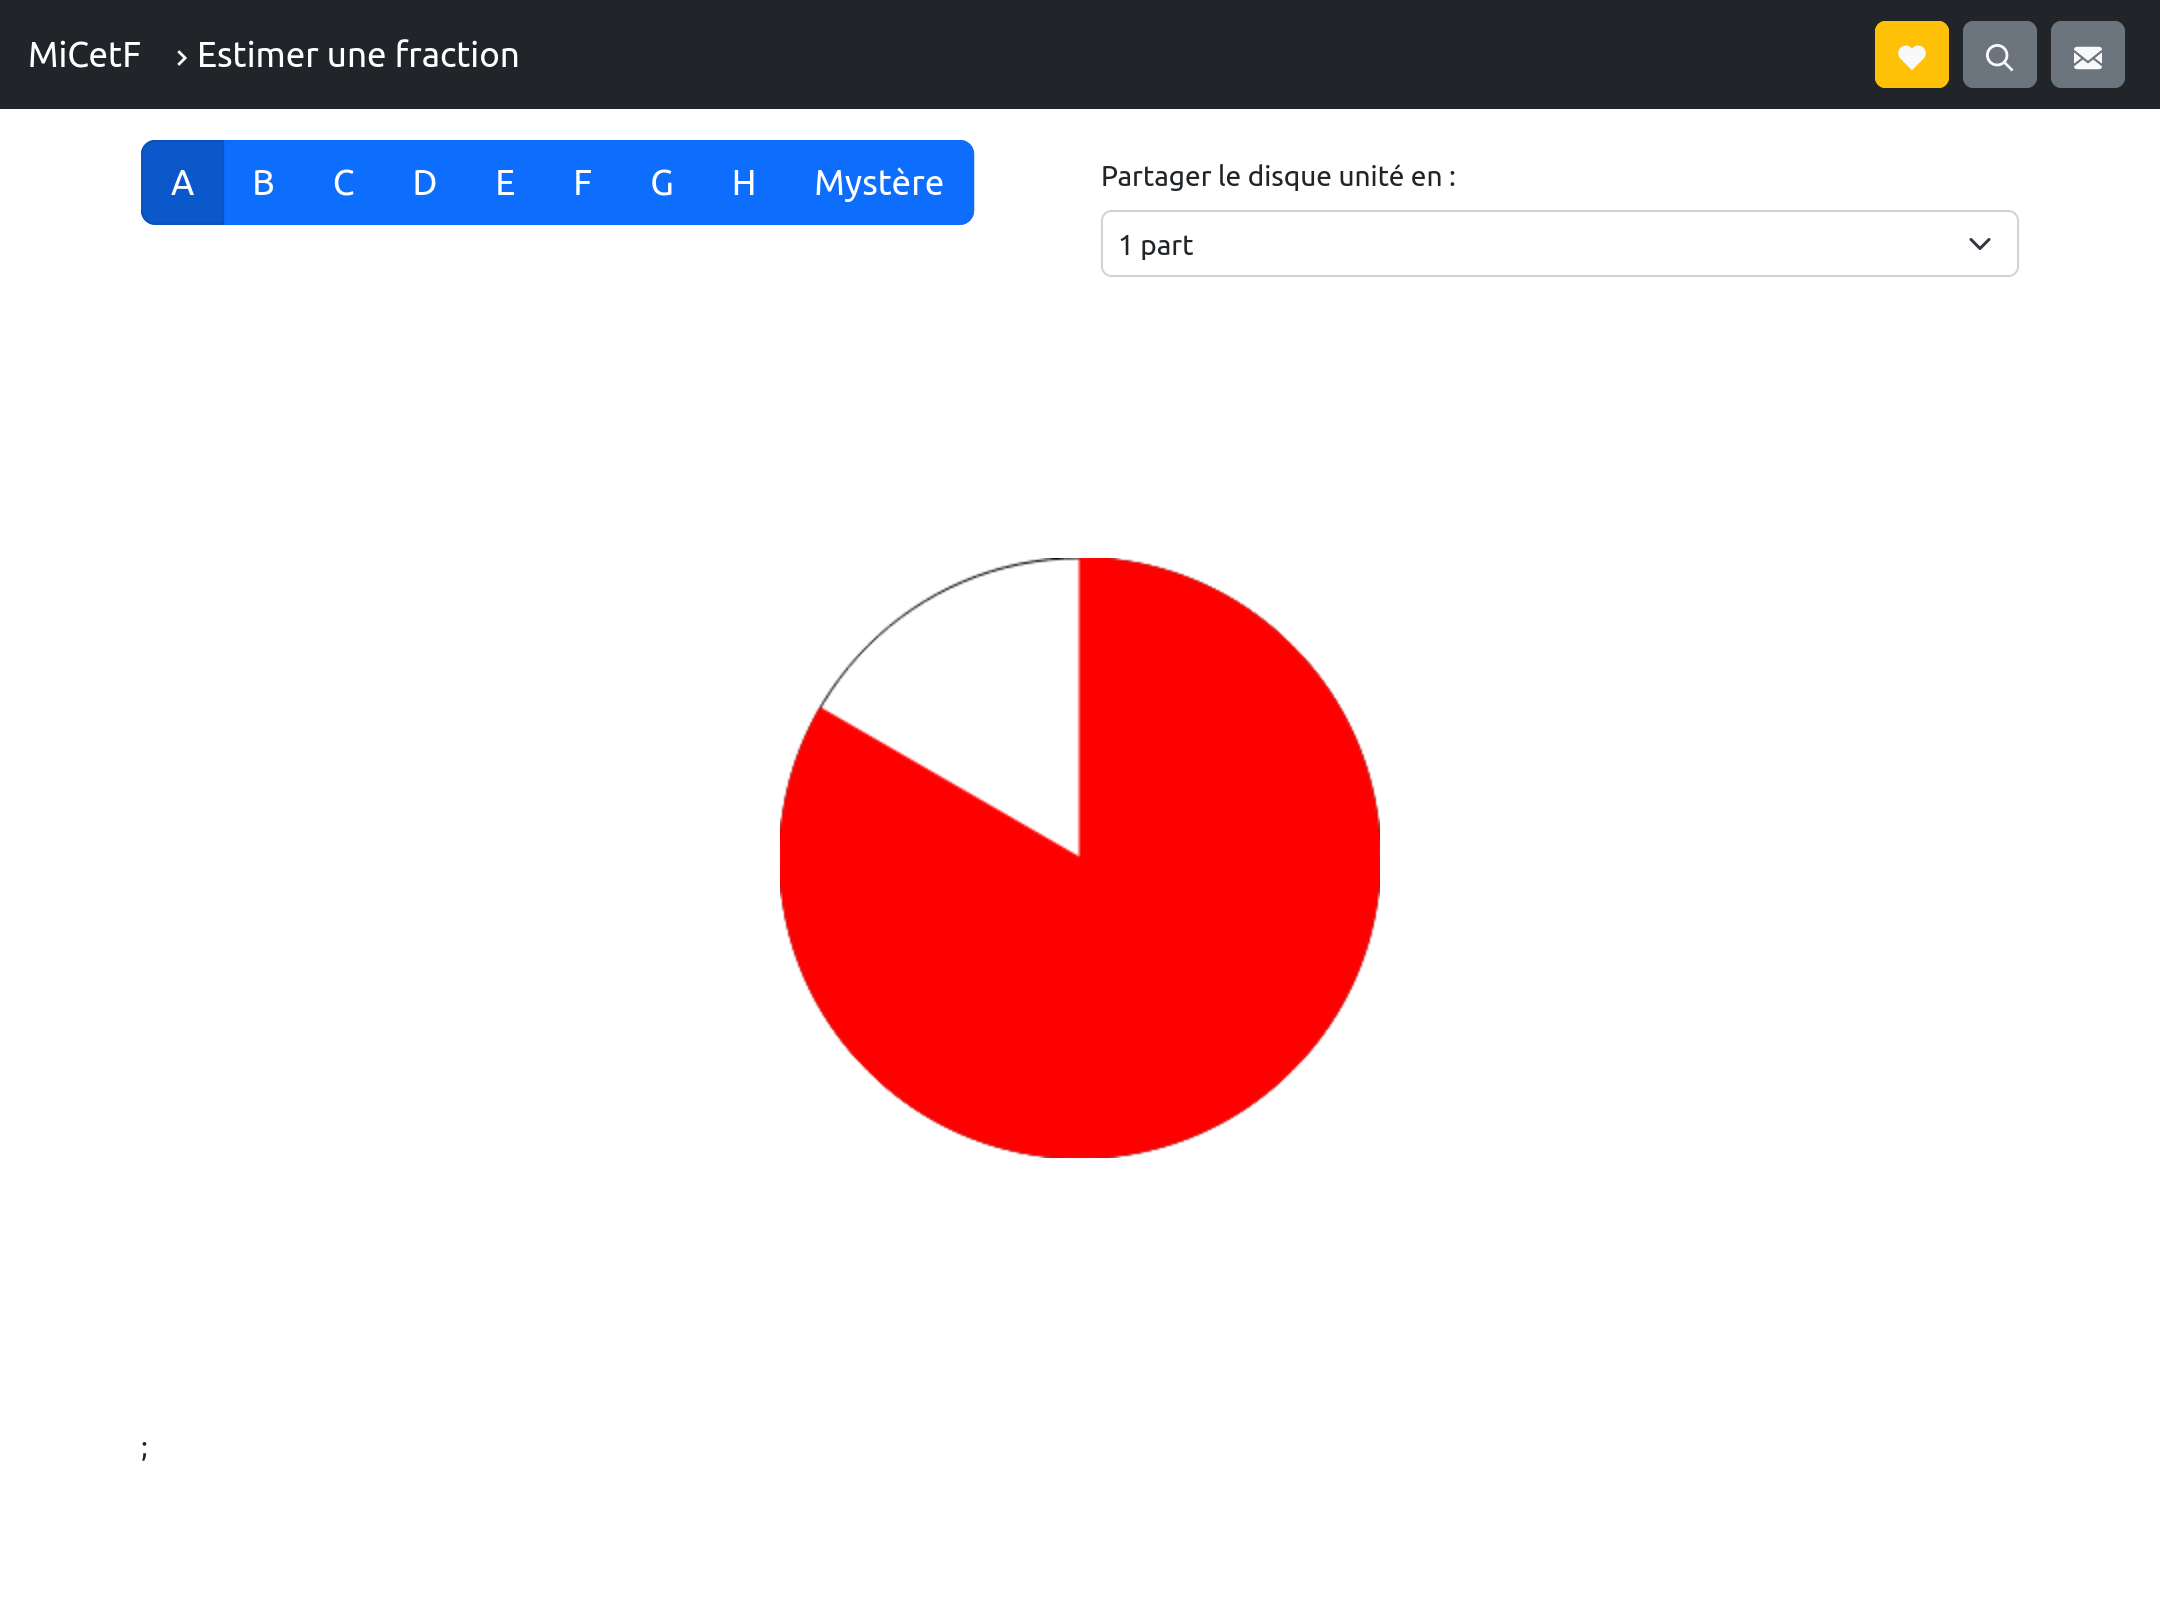 MiCetF › Estimer une fraction
A B C D E F G H Mystère
Partager le disque unité en :
1 part
;